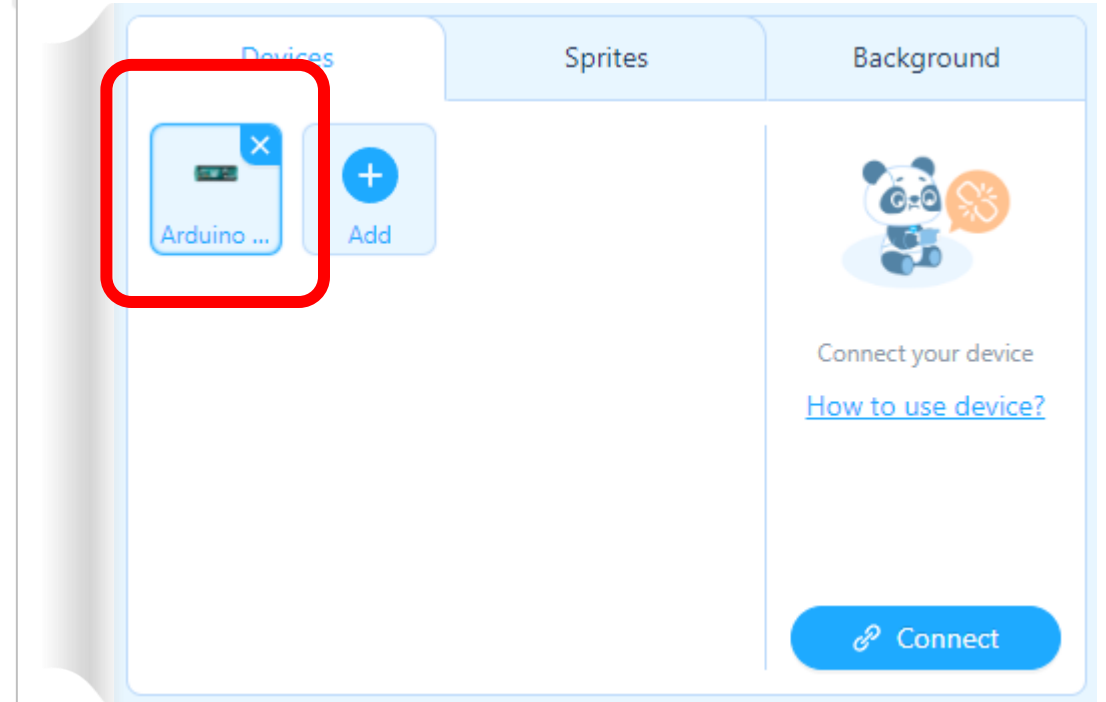 Devices
Sprites
Background
Arduino ...
Add
Connect your device
How to use device?
Connect